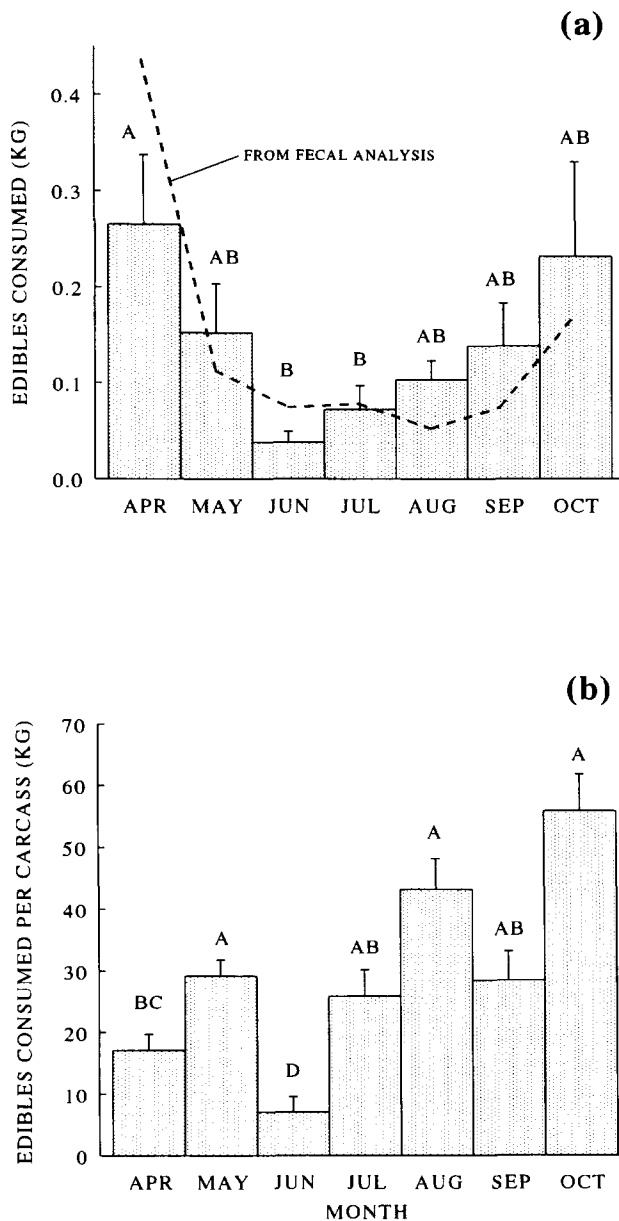 (a)
EDIBLES CONSUMED (KG)
0.4
0.3
0.2
0.1
0.0
A
AB
B
B
AB
AB
AB
FROM FECAL ANALYSIS
APR MAY JUN JUL AUG SEP OCT
(b)
EDIBLES CONSUMED PER CARCASS (KG)
70
60
50
40
30
20
10
0
BC
A
D
AB
A
AB
A
APR MAY JUN JUL AUG SEP OCT
MONTH